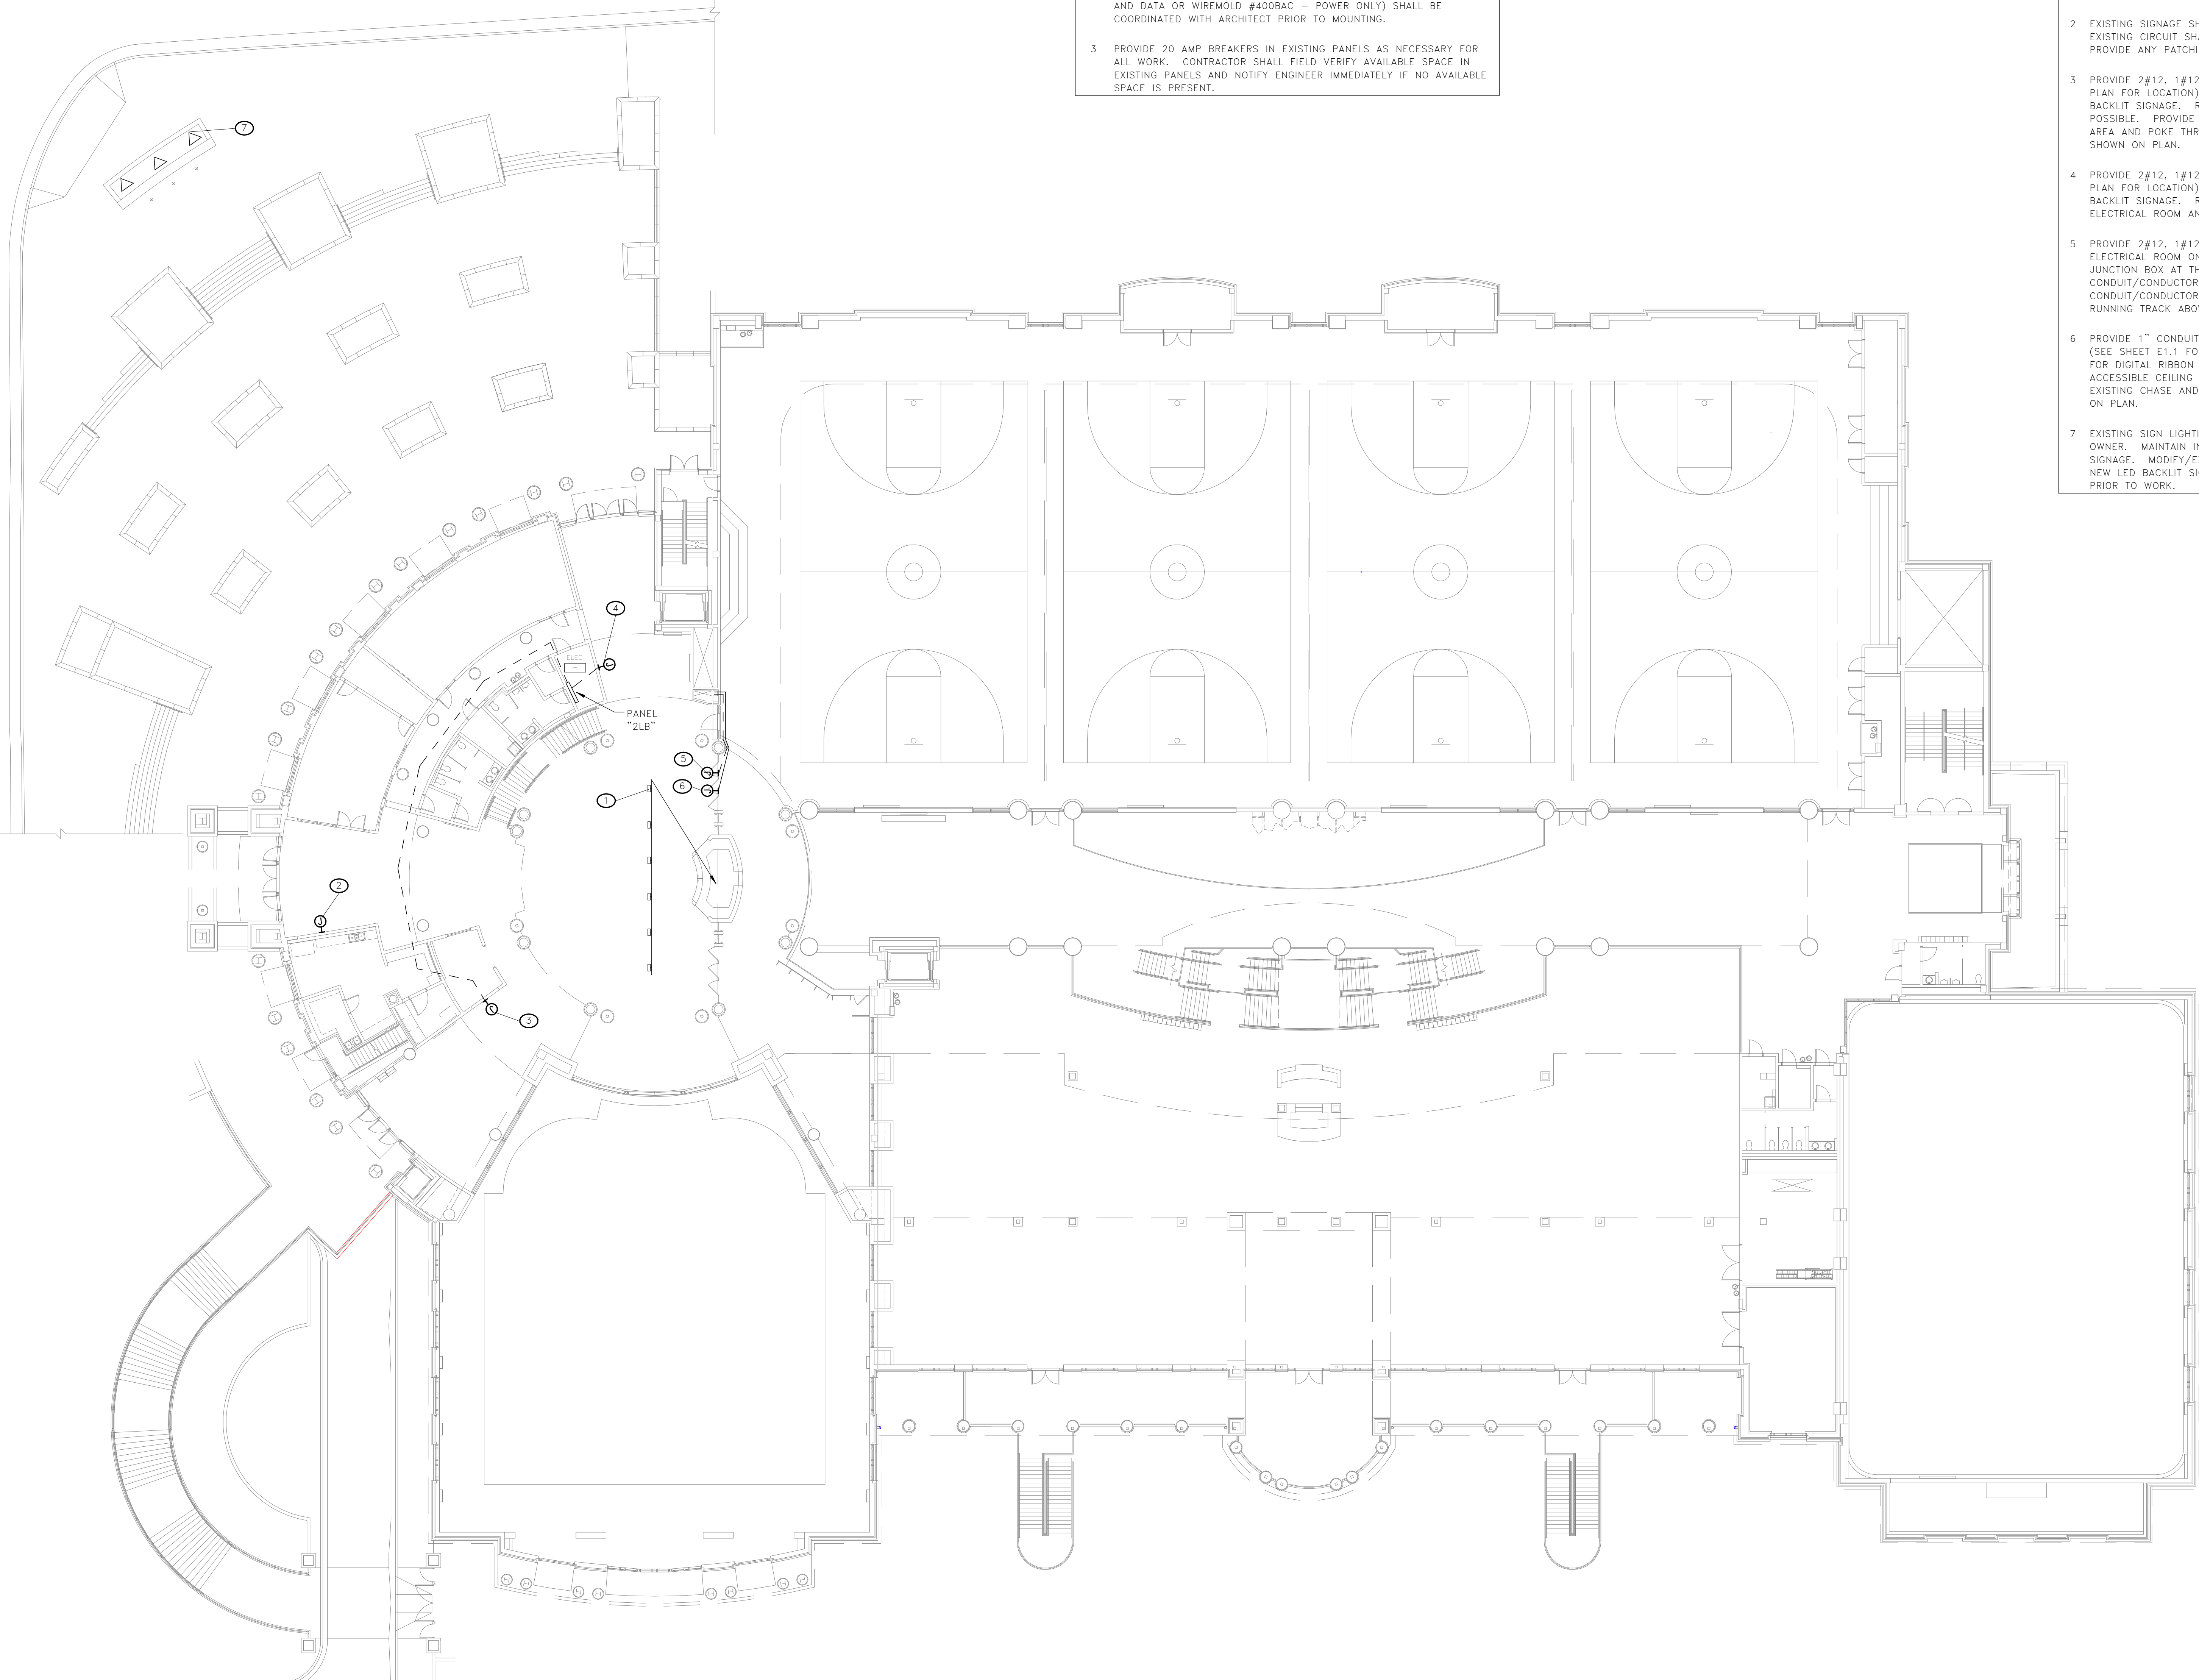 AND DATA OR WIREMOLD #400BAC – POWER ONLY) SHALL BE
COORDINATED WITH ARCHITECT PRIOR TO MOUNTING.
3 PROVIDE 20 AMP BREAKERS IN EXISTING PANELS AS NECESSARY FOR
ALL WORK. CONTRACTOR SHALL FIELD VERIFY AVAILABLE SPACE IN
EXISTING PANELS AND NOTIFY ENGINEER IMMEDIATELY IF NO AVAILABLE
SPACE IS PRESENT.
2 EXISTING SIGNAGE SH
EXISTING CIRCUIT SHA
PROVIDE ANY PATCHI
3 PROVIDE 2#12, 1#12
PLAN FOR LOCATION)
BACKLIT SIGNAGE. R
POSSIBLE. PROVIDE
AREA AND POKE THR
SHOWN ON PLAN.
4 PROVIDE 2#12, 1#12
PLAN FOR LOCATION)
BACKLIT SIGNAGE. R
ELECTRICAL ROOM AN
5 PROVIDE 2#12, 1#12
ELECTRICAL ROOM ON
JUNCTION BOX AT TH
CONDUIT/CONDUCTOR
CONDUIT/CONDUCTOR
RUNNING TRACK ABO
6 PROVIDE 1" CONDUIT
(SEE SHEET E1.1 FO
FOR DIGITAL RIBBON
ACCESSIBLE CEILING
EXISTING CHASE AND
ON PLAN.
7 EXISTING SIGN LIGHTI
OWNER. MAINTAIN IN
SIGNAGE. MODIFY/E
NEW LED BACKLIT SI
PRIOR TO WORK.
7
4
ELEC
J
PANEL
"2LB"
5
J
6
J
1
2
J
3
J